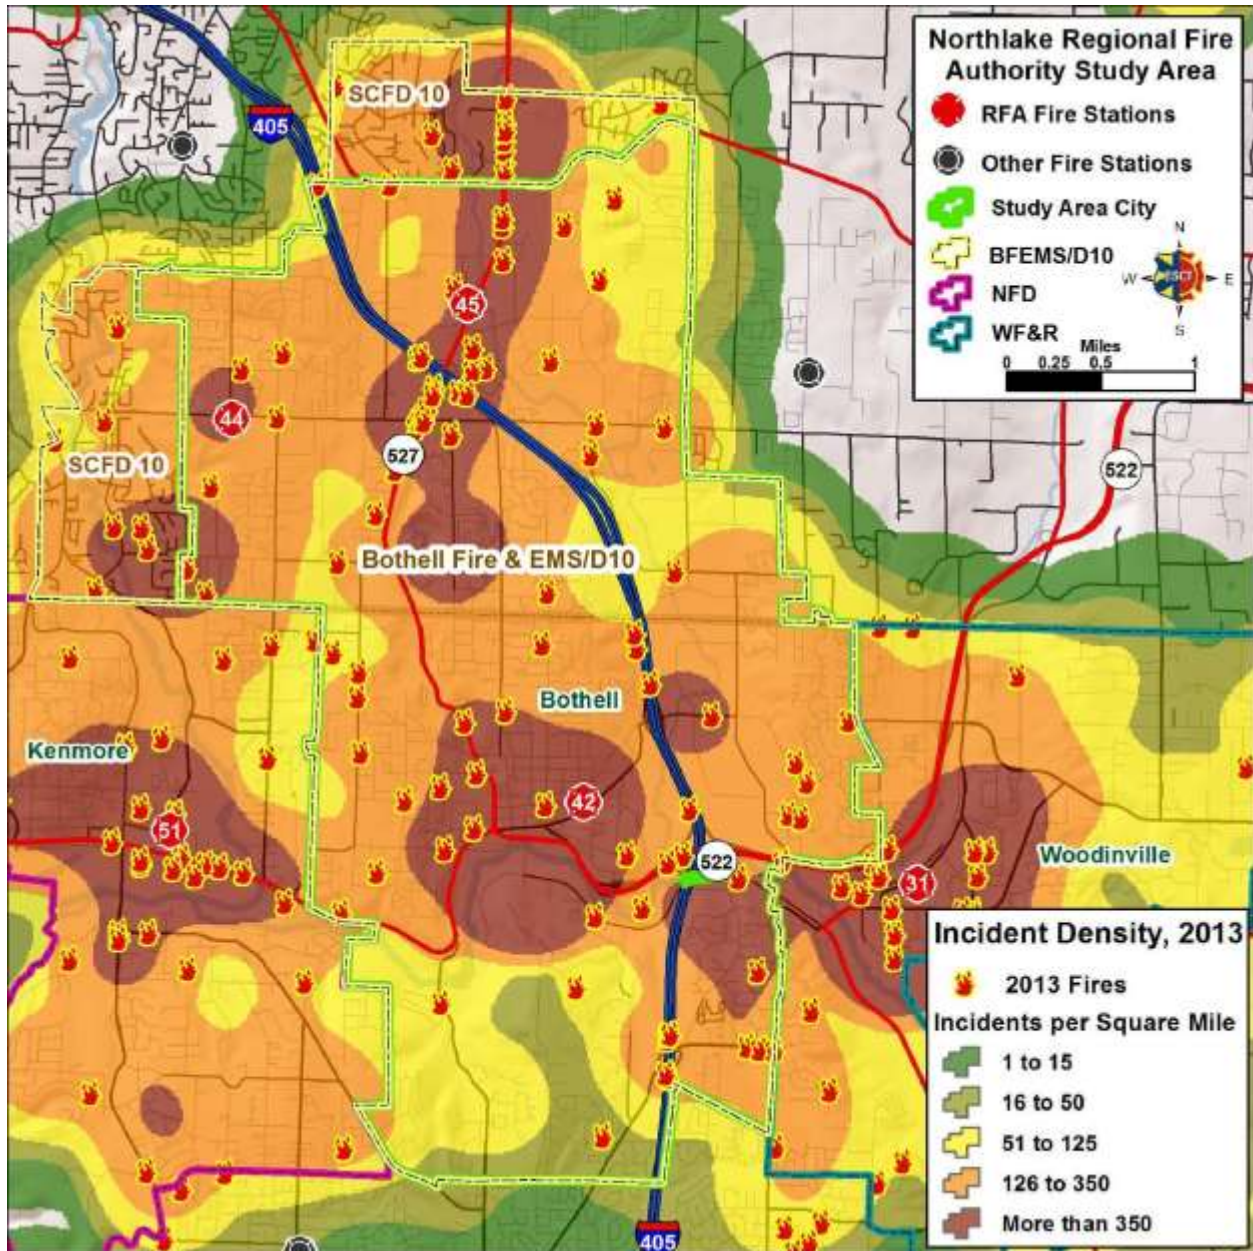 Northlake Regional Fire
Authority Study Area
RFA Fire Stations
Other Fire Stations
Study Area City
BFEMS/D10
NFD
WF&R
N
W
E
S
Miles
0 0.25 0.5 1
SCFD 10
405
45
44
527
522
SCFD 10
Bothell Fire & EMS/D10
Bothell
Kenmore
42
51
522
Woodinville
31
405
Incident Density, 2013
2013 Fires
Incidents per Square Mile
1 to 15
16 to 50
51 to 125
126 to 350
More than 350